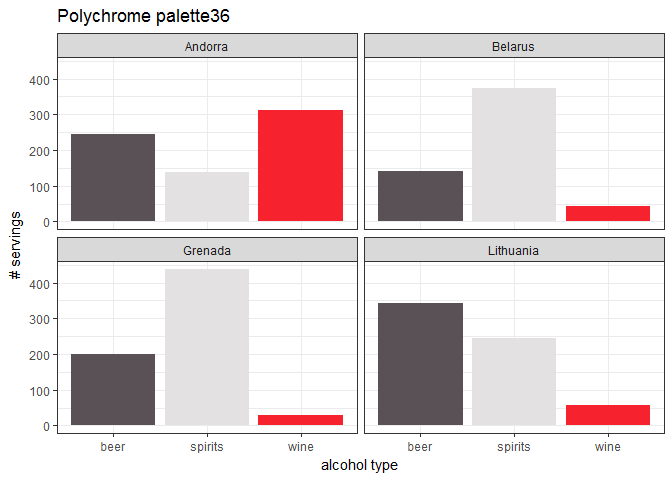 Polychrome palette36
Andorra
Belarus
400
300
200
100
0
# servings
Grenada
Lithuania
400
300
200
100
0
beer
spirits
wine
beer
spirits
wine
alcohol type